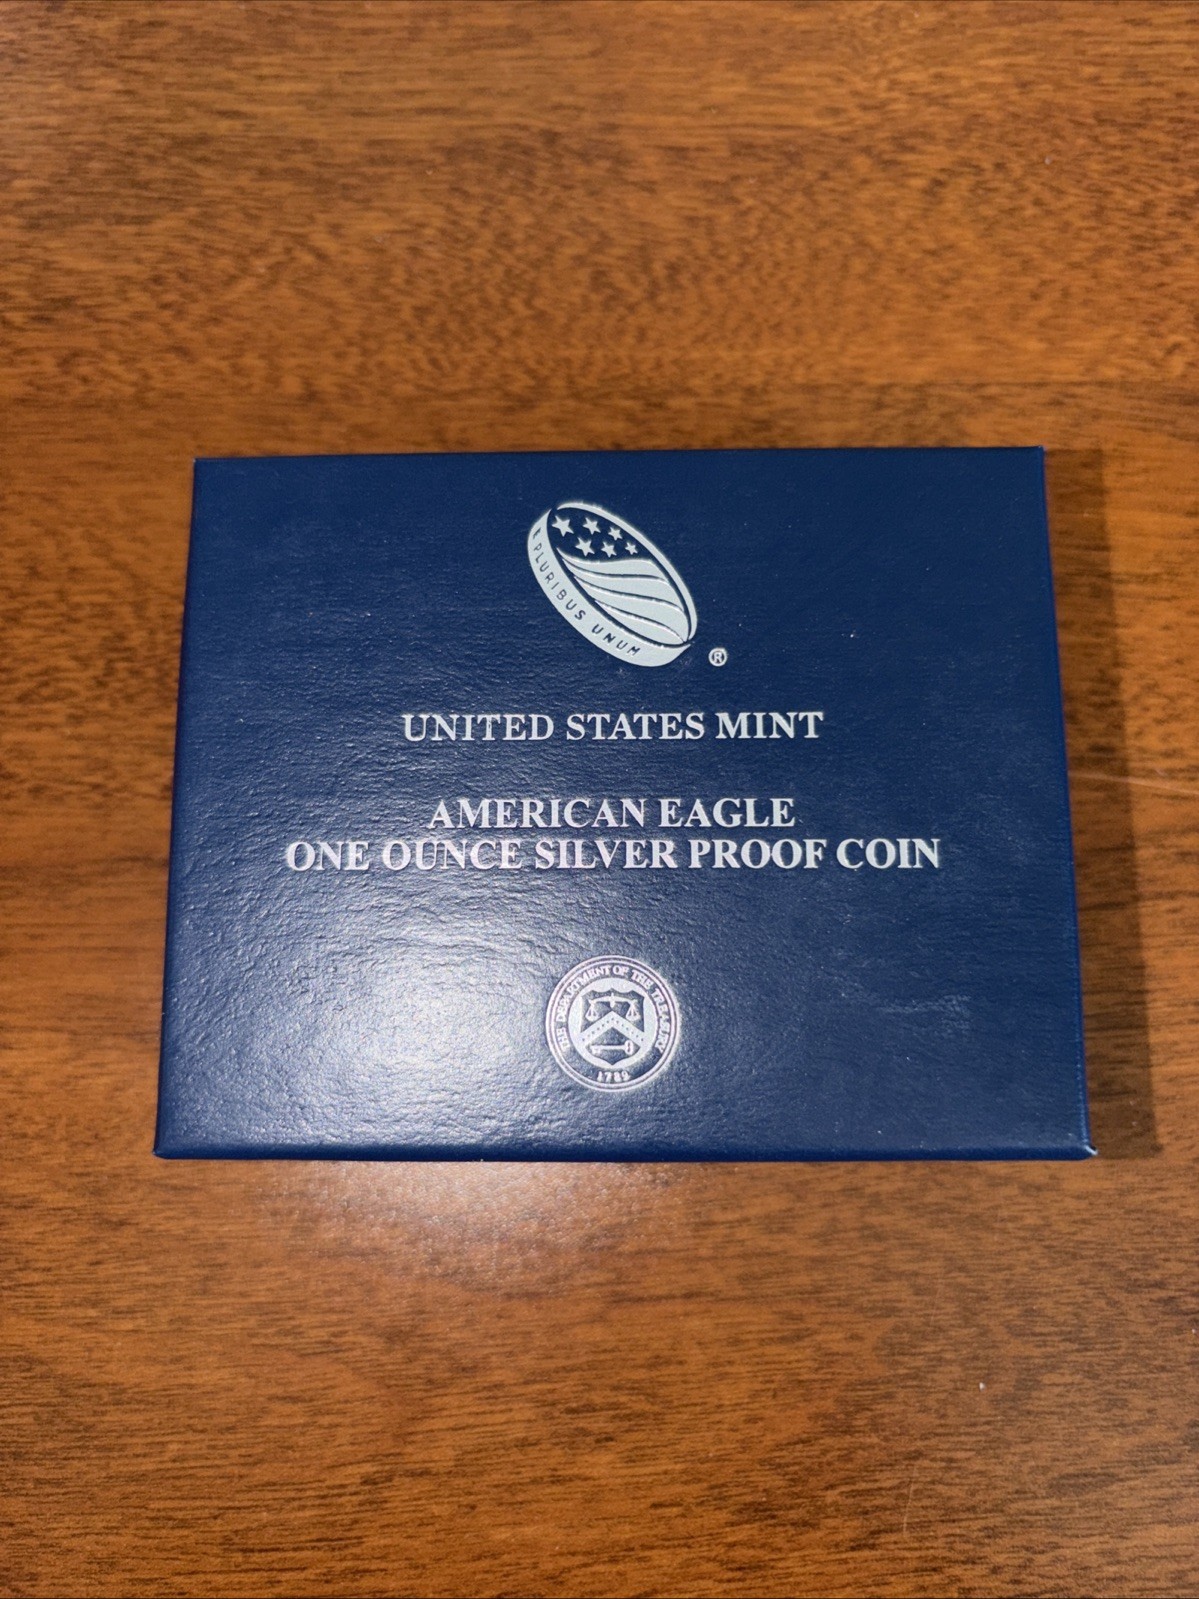 E PLURIBUS UNUM
®
UNITED STATES MINT
AMERICAN EAGLE
ONE OUNCE SILVER PROOF COIN
THE DEPARTMENT OF THE TREASURY
1789